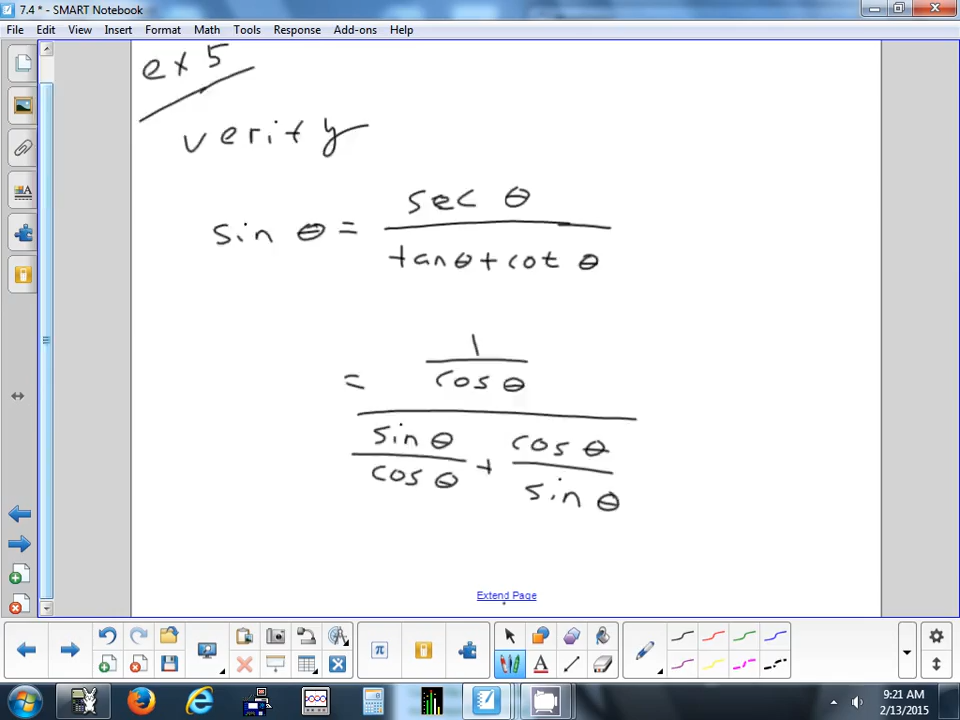 7.4 * - SMART Notebook
File Edit View Insert Format Math Tools Response Add-ons Help
ex 5
verify
sin θ = sec θ / tan θ + cot θ
= 1 / cos θ / sin θ / cos θ + cos θ / sin θ
Extend Page
π
A
9:21 AM
2/13/2015